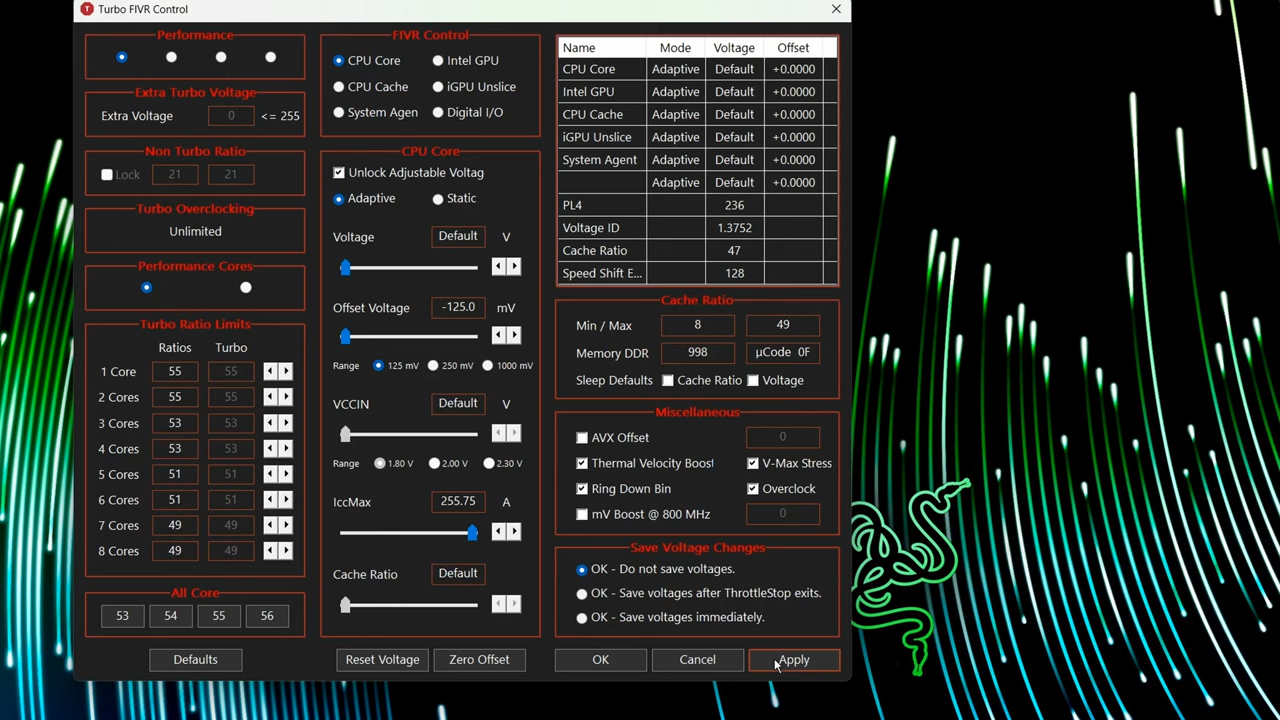 Turbo FIVR Control
Performance
Extra Turbo Voltage
Extra Voltage 0 <= 255
Non Turbo Ratio
Lock 21 21
Turbo Overclocking
Unlimited
Performance Cores
Turbo Ratio Limits
Ratios Turbo
1 Core 55 55
2 Cores 55 55
3 Cores 53 53
4 Cores 53 53
5 Cores 51 51
6 Cores 51 51
7 Cores 49 49
8 Cores 49 49
All Core
53 54 55 56
Defaults
FIVR Control
CPU Core Intel GPU
CPU Cache iGPU Unslice
System Agen Digital I/O
CPU Core
Unlock Adjustable Voltag
Adaptive Static
Voltage Default V
Offset Voltage -125.0 mV
Range 125 mV 250 mV 1000 mV
VCCIN Default V
Range 1.80 V 2.00 V 2.30 V
IccMax 255.75 A
Cache Ratio Default
Reset Voltage Zero Offset
Name Mode Voltage Offset
CPU Core Adaptive Default +0.0000
Intel GPU Adaptive Default +0.0000
CPU Cache Adaptive Default +0.0000
iGPU Unslice Adaptive Default +0.0000
System Agent Adaptive Default +0.0000
Adaptive Default +0.0000
PL4 236
Voltage ID 1.3752
Cache Ratio 47
Speed Shift E... 128
Cache Ratio
Min / Max 8 49
Memory DDR 998 µCode 0F
Sleep Defaults Cache Ratio Voltage
Miscellaneous
AVX Offset 0
Thermal Velocity Boost V-Max Stress
Ring Down Bin Overclock
mV Boost @ 800 MHz 0
Save Voltage Changes
OK - Do not save voltages.
OK - Save voltages after ThrottleStop exits.
OK - Save voltages immediately.
OK Cancel Apply